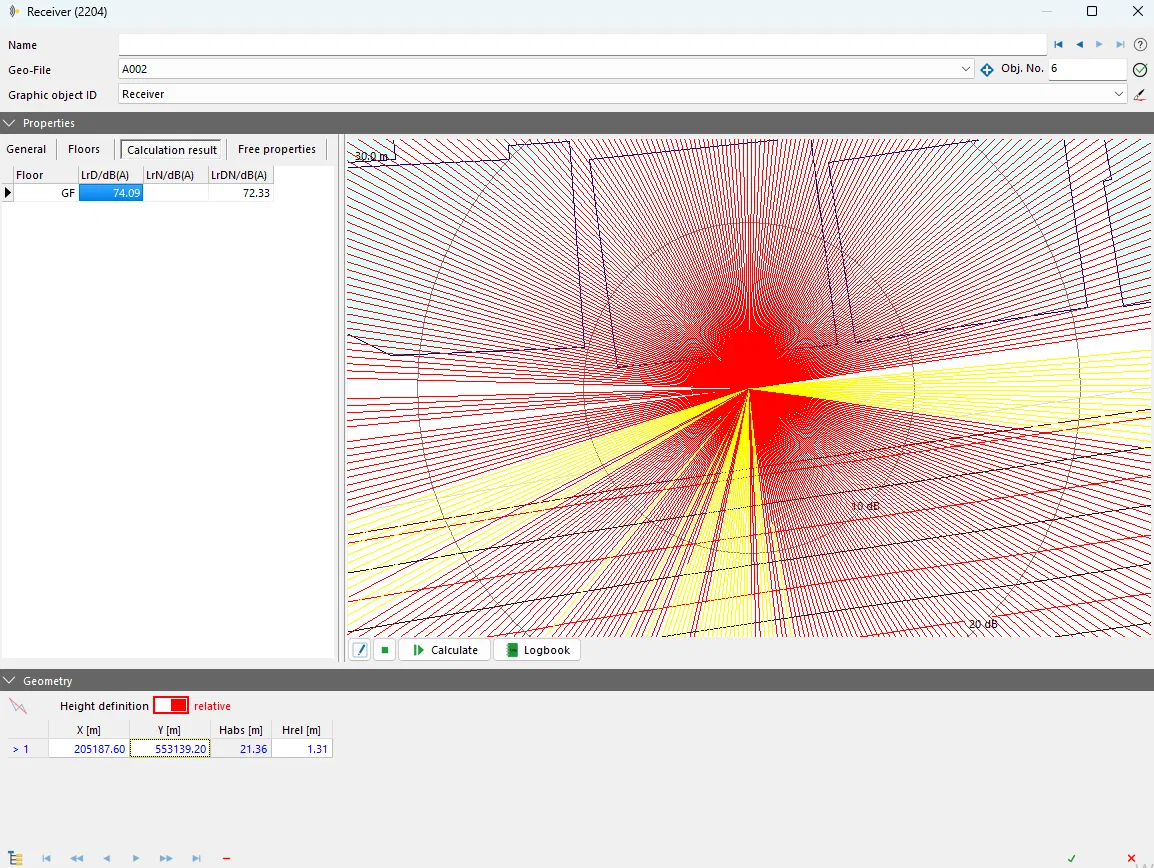 Receiver (2204)
Name
Geo-File A002 Obj. No. 6
Graphic object ID Receiver
Properties
General Floors Calculation result Free properties
Floor LrD/dB(A) LrN/dB(A) LrDN/dB(A)
GF 74.09 72.33
30.0 m
10 dB
20 dB
Calculate Logbook
Geometry
Height definition relative
X [m] Y [m] Habs [m] Hrel [m]
> 1 205187.60 553139.20 21.36 1.31